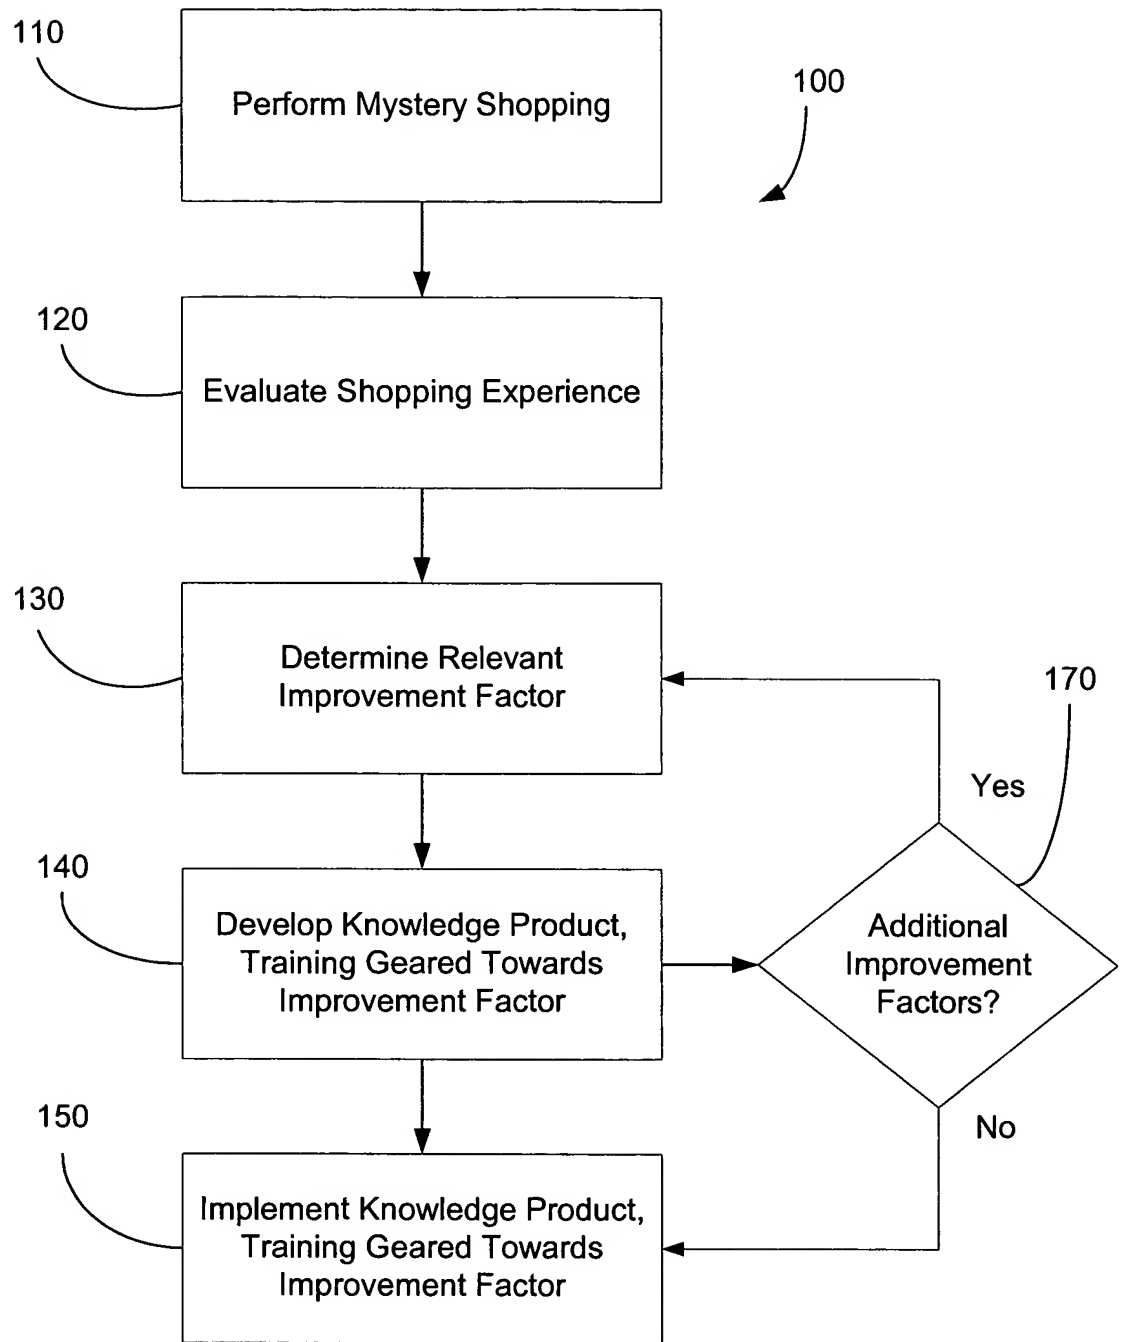 110
Perform Mystery Shopping
100
120
Evaluate Shopping Experience
130
Determine Relevant
Improvement Factor
170
Yes
140
Develop Knowledge Product,
Training Geared Towards
Improvement Factor
Additional
Improvement
Factors?
No
150
Implement Knowledge Product,
Training Geared Towards
Improvement Factor